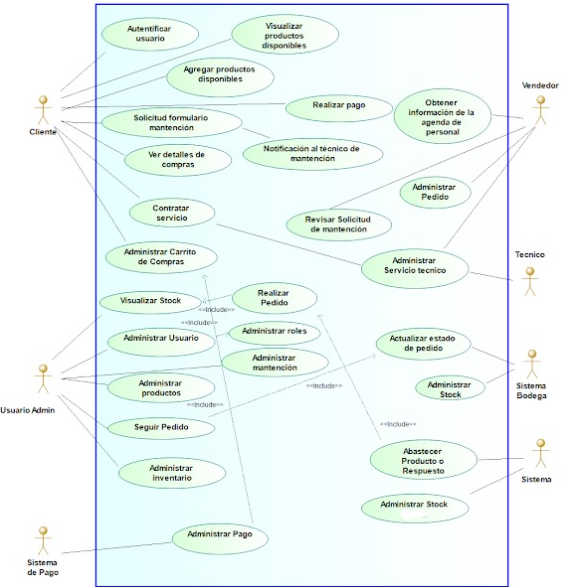 Autentificar
usuario
Visualizar
productos
disponibles
Agregar productos
disponibles
Vendedor
Realizar pago
Obtener
información de la
agenda de
personal
Cliente
Solicitud formulario
mantención
Notificación al técnico de
mantención
Ver detalles de
compras
Administrar
Pedido
Contratar
servicio
Revisar Solicitud
de mantención
Administrar Carrito
de Compras
Administrar
Servicio tecnico
Tecnico
Visualizar Stock
Realizar
Pedido
<<Include>>
<<Include>>
Administrar Usuario
Administrar roles
Actualizar estado
de pedido
Administrar
mantención
Administrar
productos
<<Include>>
Administrar
Stock
Sistema
Bodega
Usuario Admin
<<Include>>
Seguir Pedido
<<Include>>
Abastecer
Producto o
Respuesto
Sistema
Administrar
inventario
Administrar Stock
Administrar Pago
Sistema
de Pago